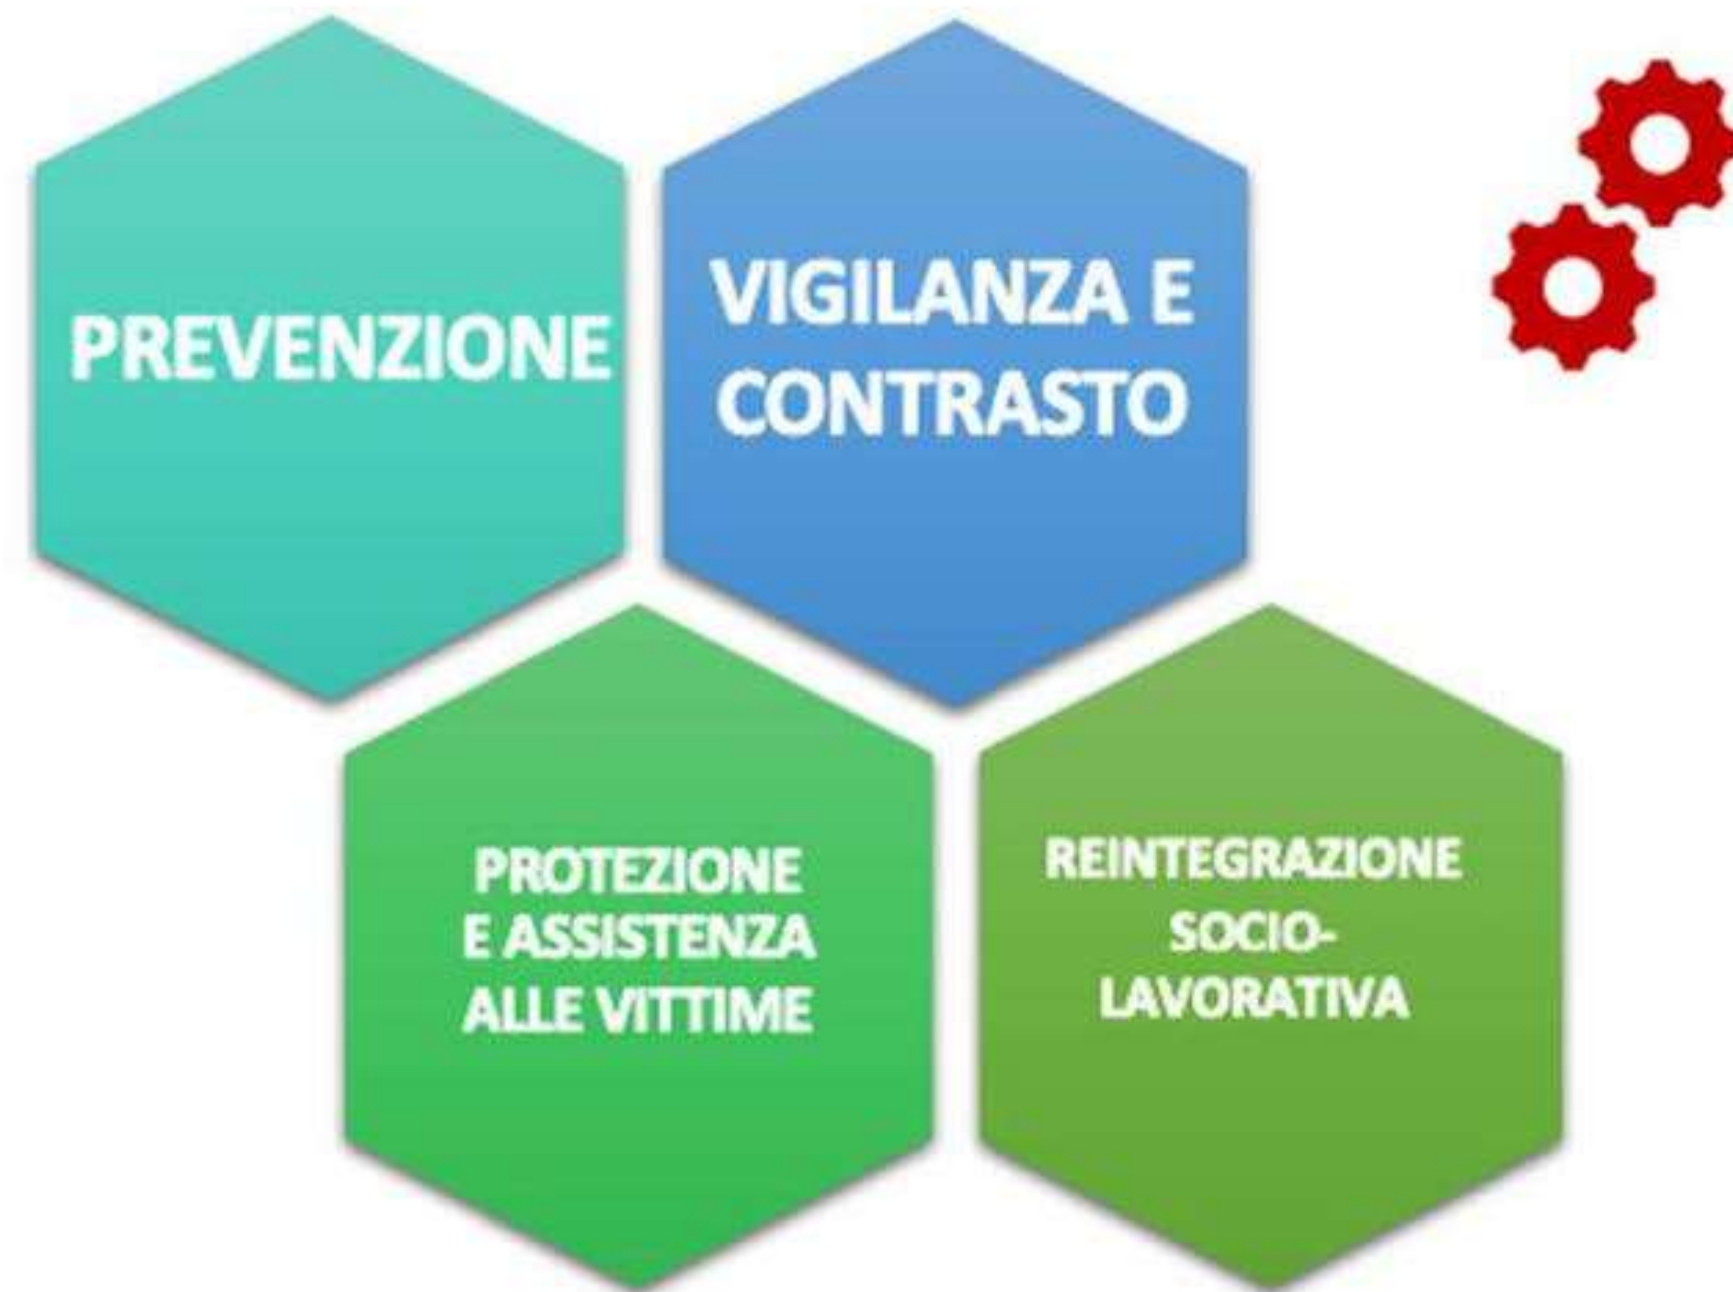 PREVENZIONE
VIGILANZA E
CONTRASTO
PROTEZIONE
E ASSISTENZA
ALLE VITTIME
REINTEGRAZIONE
SOCIO-
LAVORATIVA